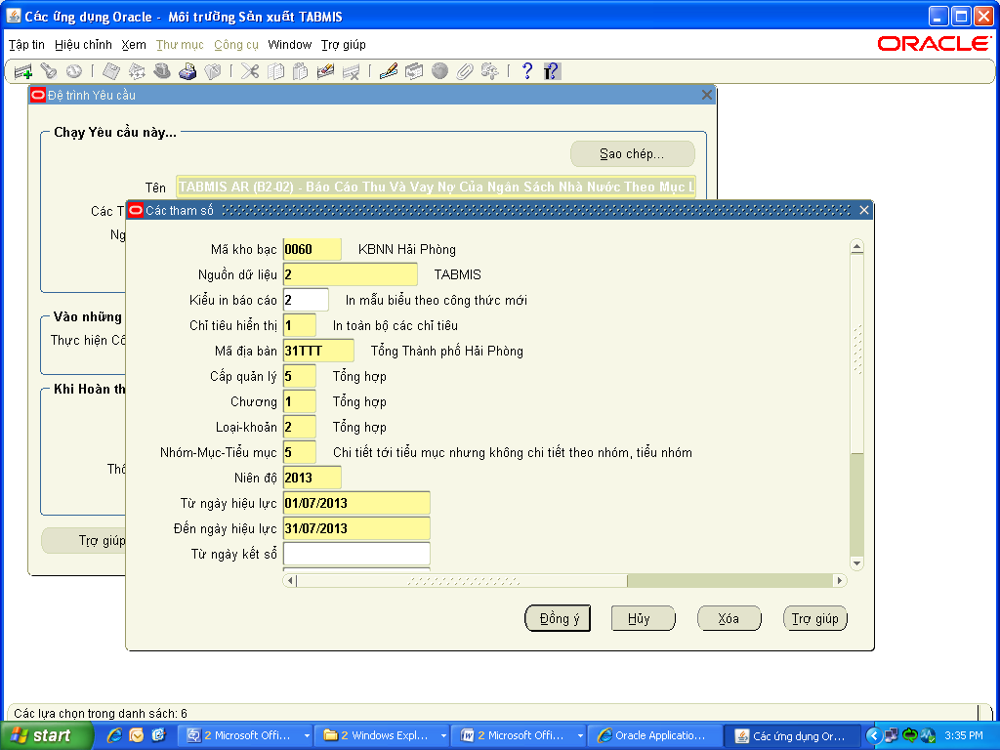 Các ứng dụng Oracle - Môi trường Sản xuất TABMIS
Tập tin Hiệu chỉnh Xem Thư mục Công cụ Window Trợ giúp
ORACLE
Đệ trình Yêu cầu
Chạy Yêu cầu này...
Sao chép...
Tên TABMIS AR (B2-02) - Báo Cáo Thu Và Vay Nợ Của Ngân Sách Nhà Nước Theo Mục L
Các T
Ng
Vào những
Thực hiện Cô
Khi Hoàn th
Thô
Trợ giúp
Các tham số
Mã kho bạc 0060 KBNN Hải Phòng
Nguồn dữ liệu 2 TABMIS
Kiểu in báo cáo 2 In mẫu biểu theo công thức mới
Chỉ tiêu hiển thị 1 In toàn bộ các chỉ tiêu
Mã địa bàn 31TTT Tổng Thành phố Hải Phòng
Cấp quản lý 5 Tổng hợp
Chương 1 Tổng hợp
Loại-khoản 2 Tổng hợp
Nhóm-Mục-Tiểu mục 5 Chi tiết tới tiểu mục nhưng không chi tiết theo nhóm, tiểu nhóm
Niên độ 2013
Từ ngày hiệu lực 01/07/2013
Đến ngày hiệu lực 31/07/2013
Từ ngày kết sổ
Đồng ý Hủy Xóa Trợ giúp
Các lựa chọn trong danh sách: 6
start 2 Microsoft Offi... 2 Windows Expl... 2 Microsoft Offi... Oracle Applicatio... Các ứng dụng Or... 3:35 PM